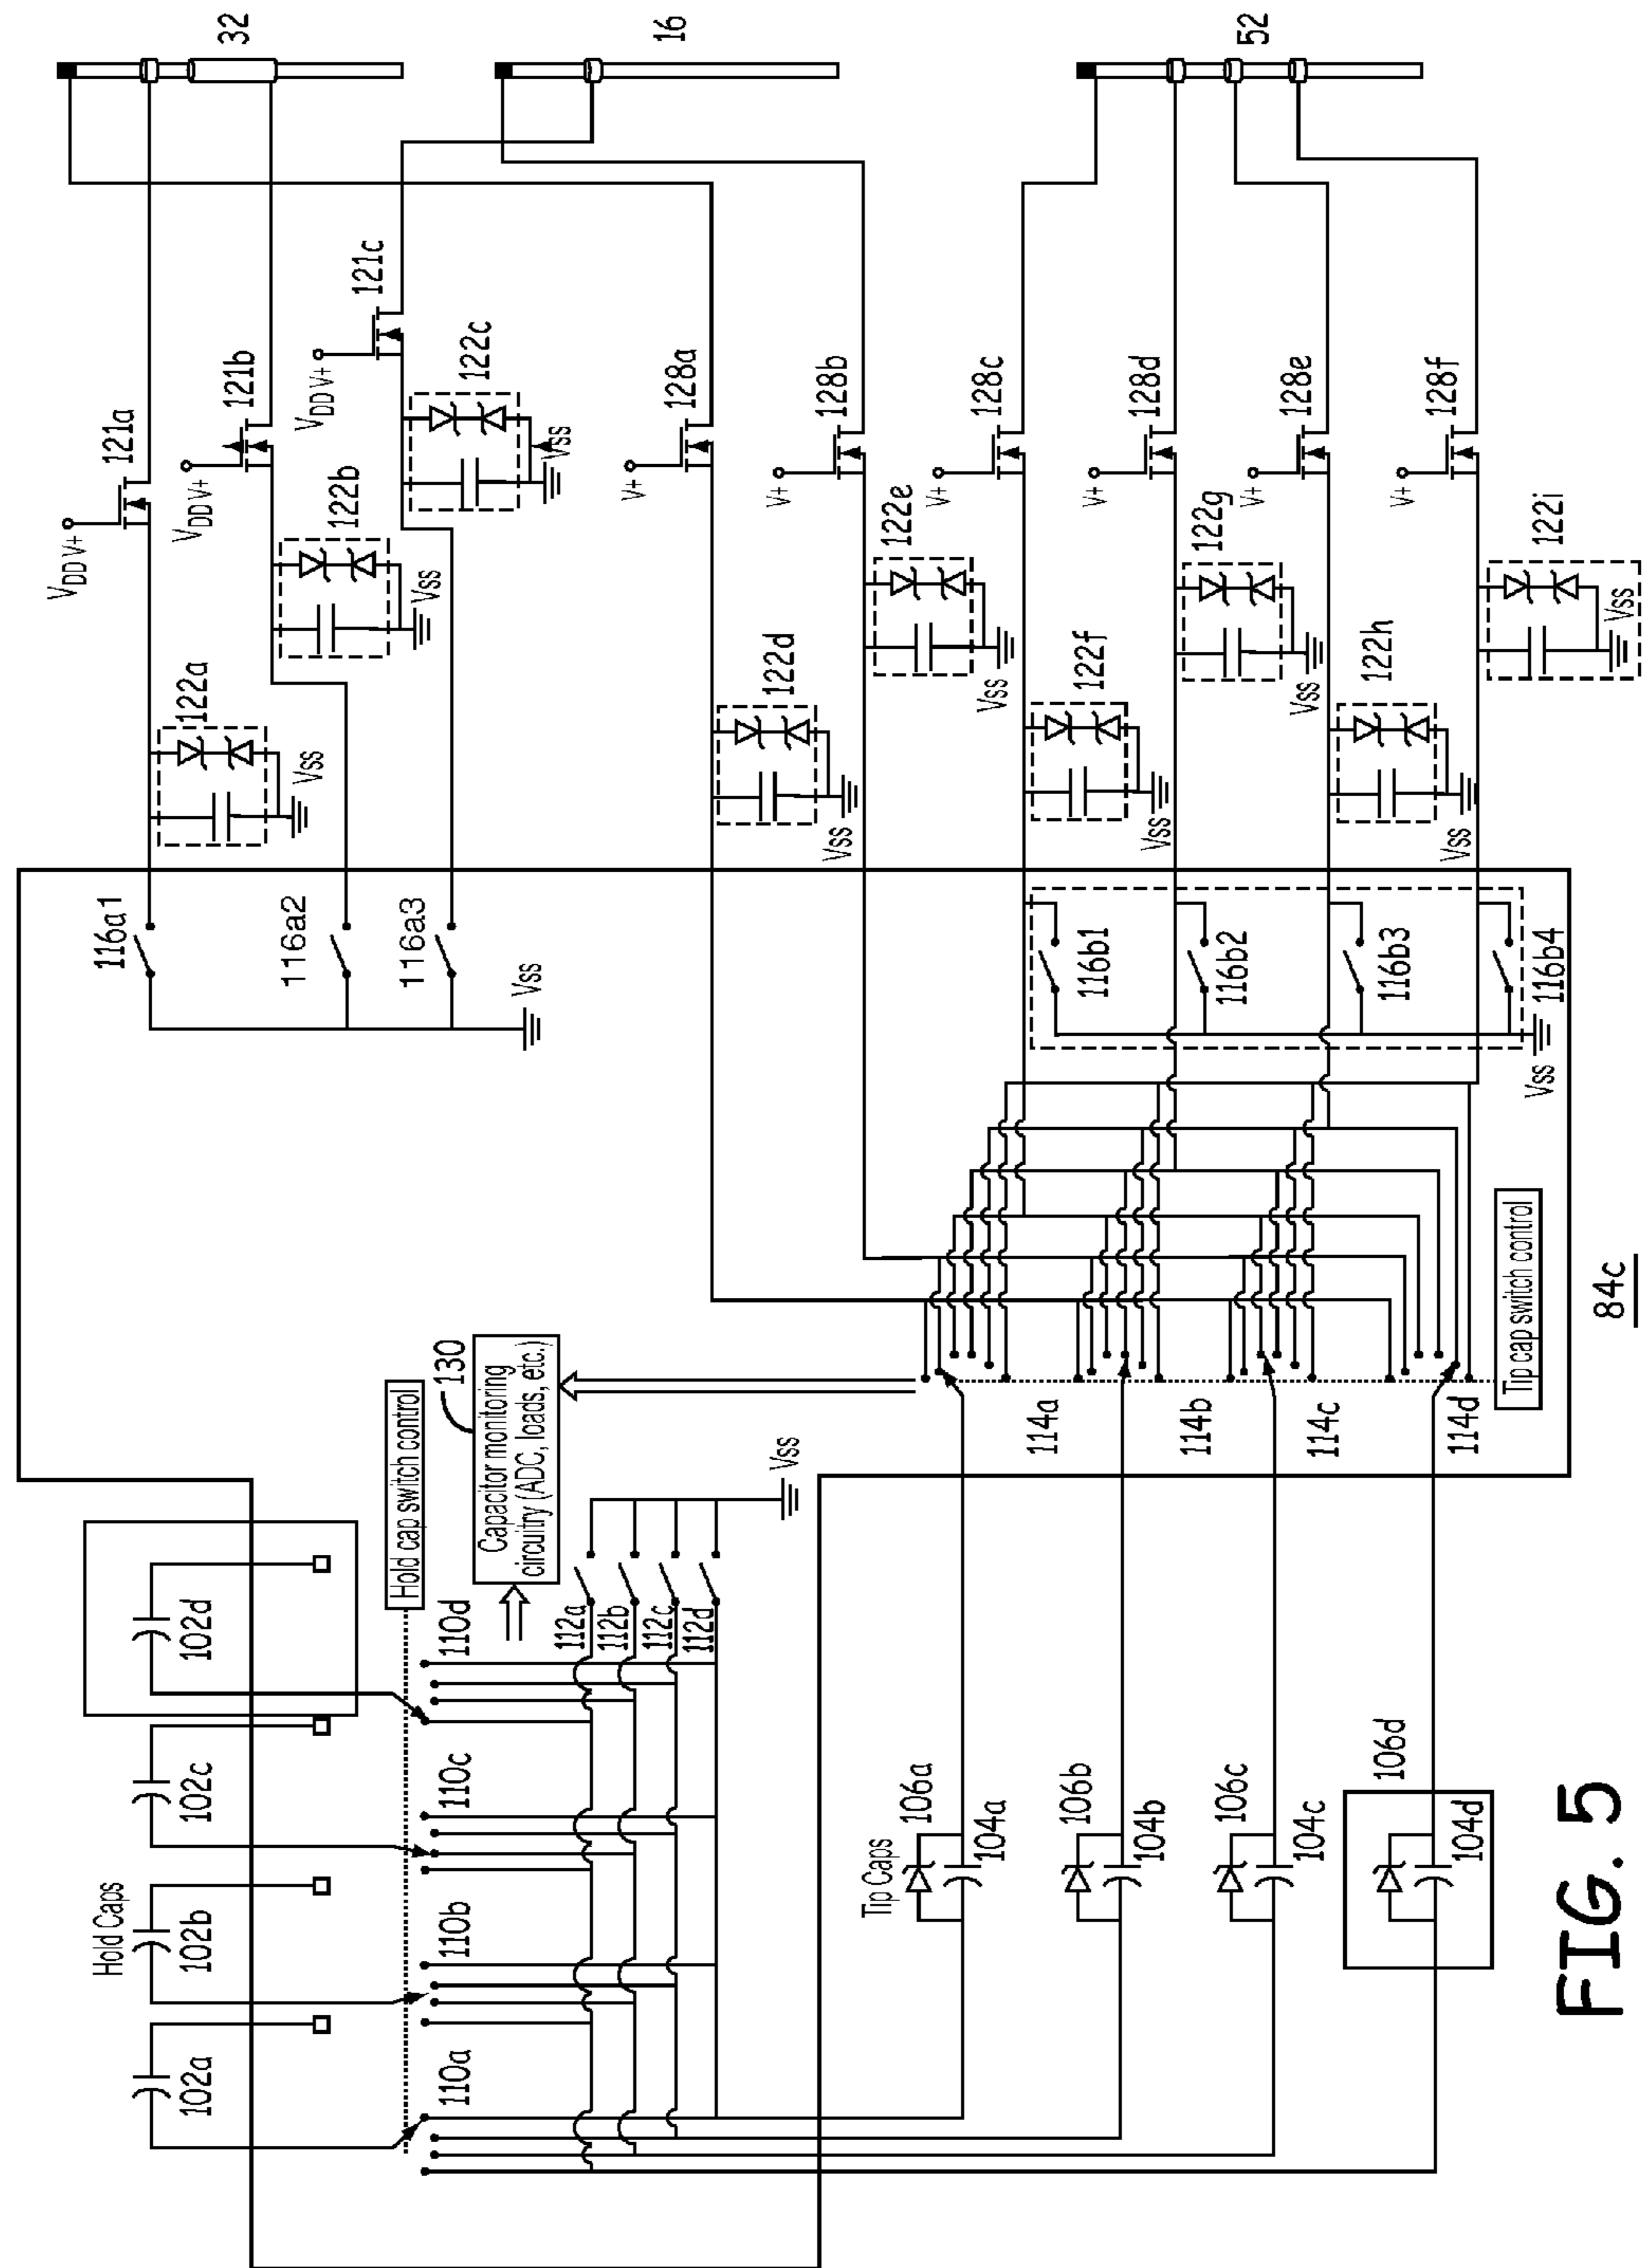 32
16
52
121a
VDD V+
121b
VDD V+
121c
VDD V+
122a
Vss
122b
Vss
122c
Vss
128a
V+
128b
V+
128c
V+
128d
V+
128e
V+
128f
V+
122d
Vss
122e
Vss
122f
Vss
122g
Vss
122h
Vss
122i
Vss
116a1
116a2
116a3
Vss
116b1
116b2
116b3
116b4
Vss
Hold Caps
102a
102b
102c
102d
Hold cap switch control
110a
110b
110c
110d
130
Capacitor monitoring
circuitry (ADC, loads, etc.)
112a
112b
112c
112d
Vss
114a
114b
114c
114d
Tip cap switch control
Tip Caps
106a
104a
106b
104b
106c
104c
106d
104d
84c
FIG. 5